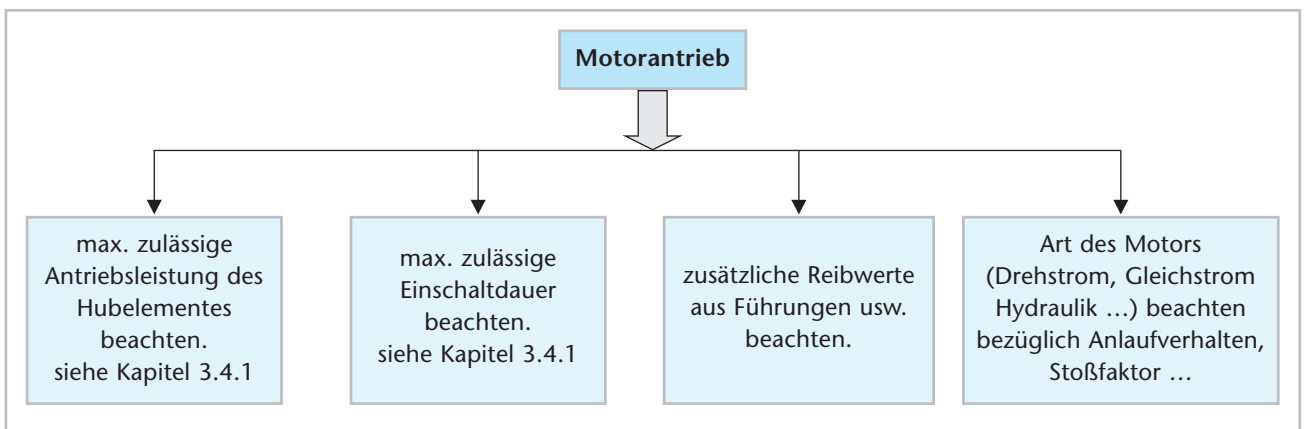 Motorantrieb
max. zulässige
Antriebsleistung des
Hubelementes
beachten.
siehe Kapitel 3.4.1
max. zulässige
Einschaltdauer
beachten.
siehe Kapitel 3.4.1
zusätzliche Reibwerte
aus Führungen usw.
beachten.
Art des Motors
(Drehstrom, Gleichstrom
Hydraulik …) beachten
bezüglich Anlaufverhalten,
Stoßfaktor …